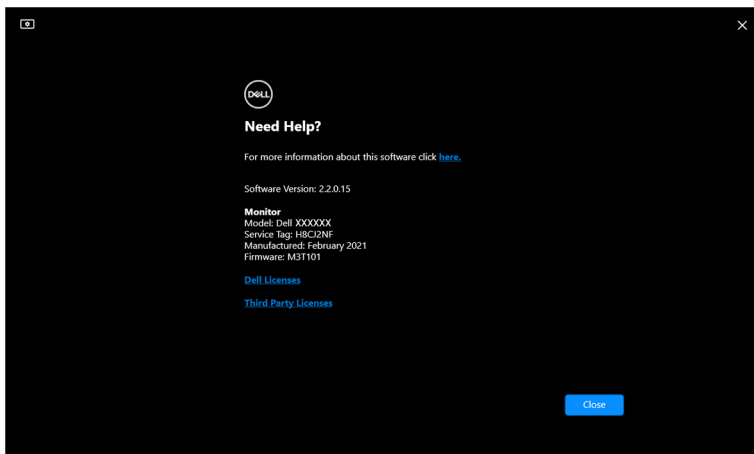 DELL
Need Help?
For more information about this software click here.
Software Version: 2.2.0.15
Monitor
Model: Dell XXXXXX
Service Tag: H8CJ2NF
Manufactured: February 2021
Firmware: M3T101
Dell Licenses
Third Party Licenses
Close